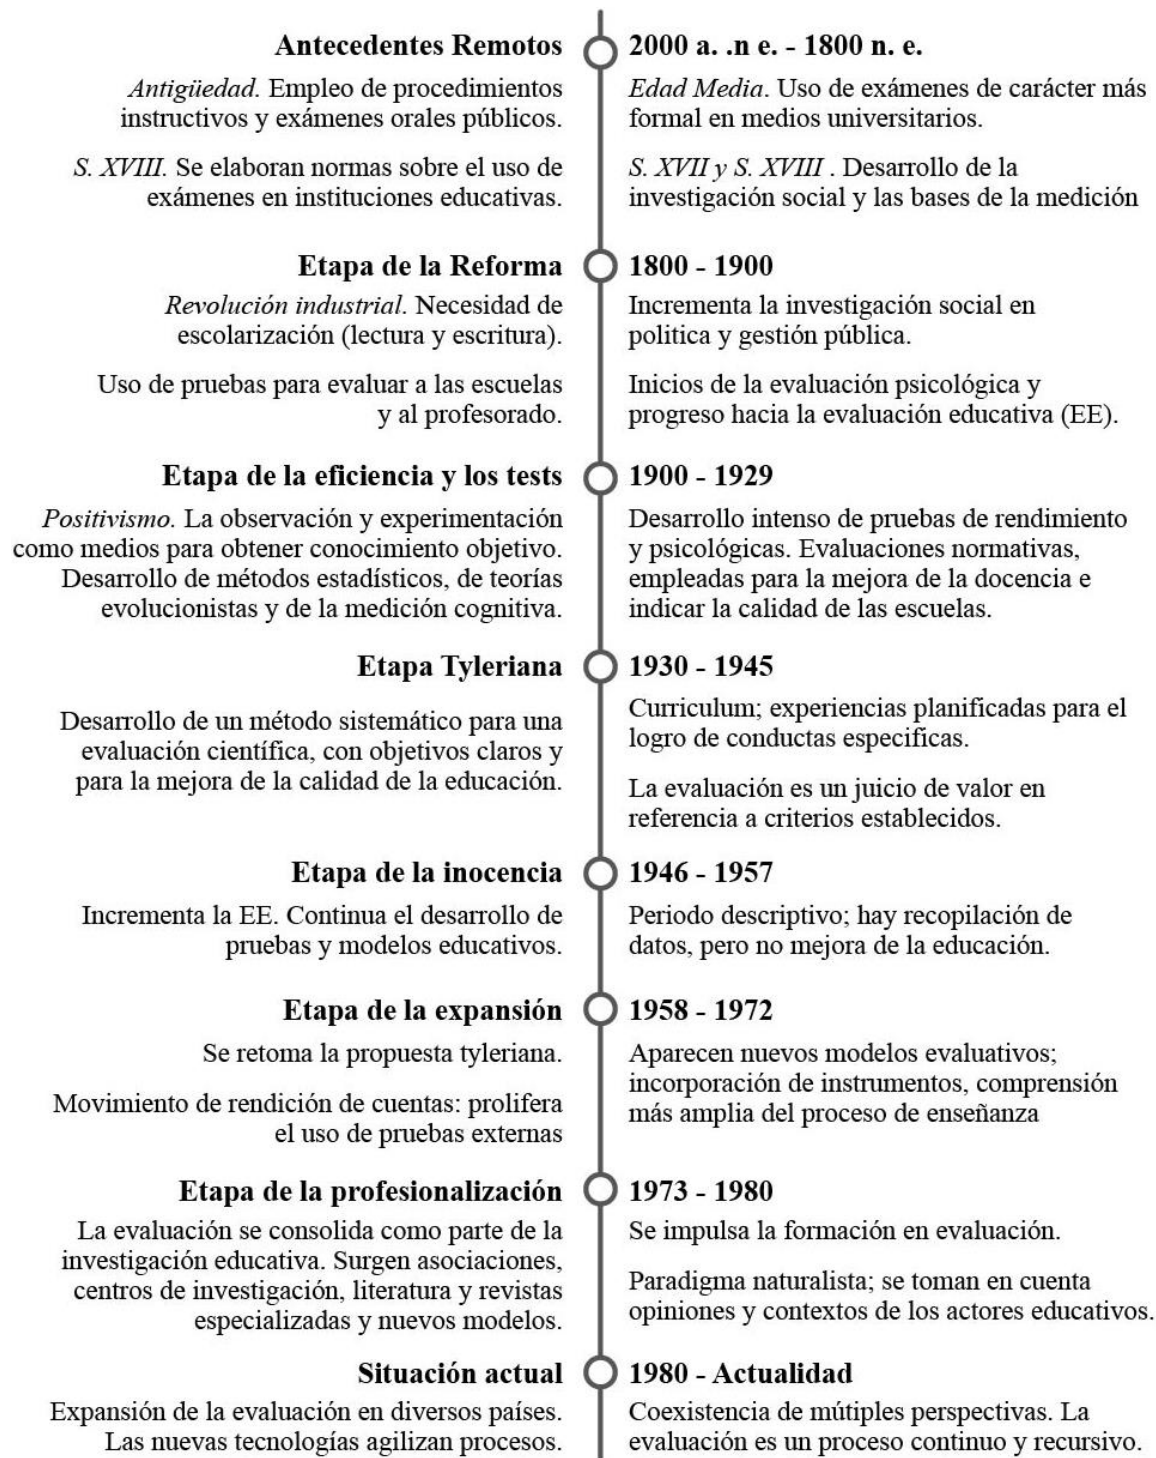 Antecedentes Remotos
2000 a. .n e. - 1800 n. e.
Antigüedad. Empleo de procedimientos
instructivos y exámenes orales públicos.
Edad Media. Uso de exámenes de carácter más
formal en medios universitarios.
S. XVIII. Se elaboran normas sobre el uso de
exámenes en instituciones educativas.
S. XVII y S. XVIII . Desarrollo de la
investigación social y las bases de la medición
Etapa de la Reforma
1800 - 1900
Revolución industrial. Necesidad de
escolarización (lectura y escritura).
Incrementa la investigación social en
politica y gestión pública.
Uso de pruebas para evaluar a las escuelas
y al profesorado.
Inicios de la evaluación psicológica y
progreso hacia la evaluación educativa (EE).
Etapa de la eficiencia y los tests
1900 - 1929
Positivismo. La observación y experimentación
como medios para obtener conocimiento objetivo.
Desarrollo de métodos estadísticos, de teorías
evolucionistas y de la medición cognitiva.
Desarrollo intenso de pruebas de rendimiento
y psicológicas. Evaluaciones normativas,
empleadas para la mejora de la docencia e
indicar la calidad de las escuelas.
Etapa Tyleriana
1930 - 1945
Desarrollo de un método sistemático para una
evaluación científica, con objetivos claros y
para la mejora de la calidad de la educación.
Curriculum; experiencias planificadas para el
logro de conductas especificas.
La evaluación es un juicio de valor en
referencia a criterios establecidos.
Etapa de la inocencia
1946 - 1957
Incrementa la EE. Continua el desarrollo de
pruebas y modelos educativos.
Periodo descriptivo; hay recopilación de
datos, pero no mejora de la educación.
Etapa de la expansión
1958 - 1972
Se retoma la propuesta tyleriana.
Movimiento de rendición de cuentas: prolifera
el uso de pruebas externas
Aparecen nuevos modelos evaluativos;
incorporación de instrumentos, comprensión
más amplia del proceso de enseñanza
Etapa de la profesionalización
1973 - 1980
La evaluación se consolida como parte de la
investigación educativa. Surgen asociaciones,
centros de investigación, literatura y revistas
especializadas y nuevos modelos.
Se impulsa la formación en evaluación.
Paradigma naturalista; se toman en cuenta
opiniones y contextos de los actores educativos.
Situación actual
1980 - Actualidad
Expansión de la evaluación en diversos países.
Las nuevas tecnologías agilizan procesos.
Coexistencia de mútiples perspectivas. La
evaluación es un proceso continuo y recursivo.